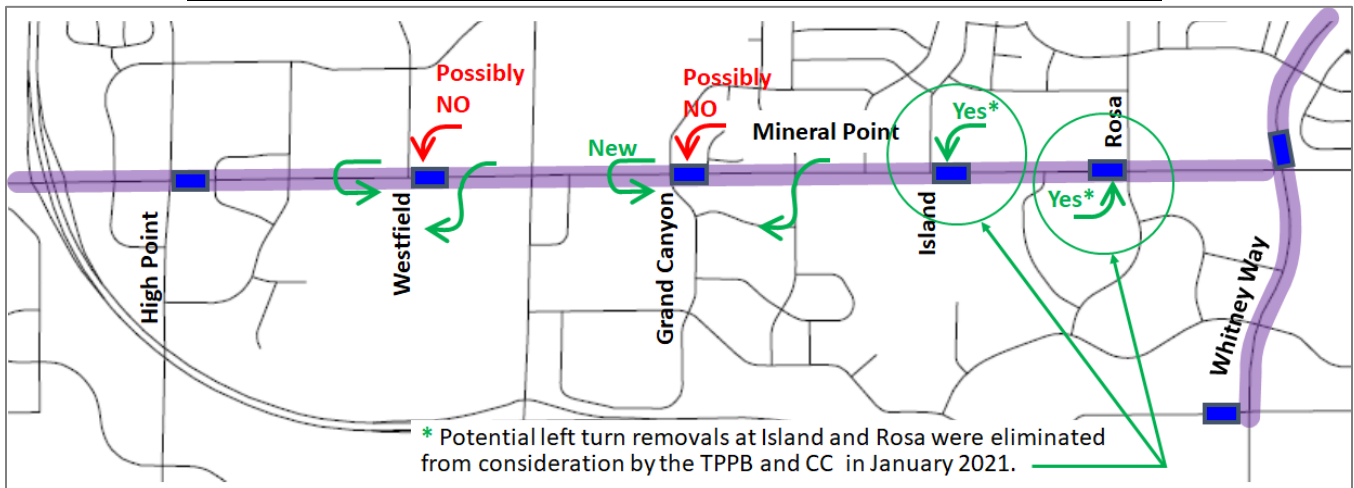 Possibly
NO
Possibly
NO
Yes*
Rosa
Mineral Point
New
Yes*
High Point
Westfield
Grand Canyon
Island
Whitney Way
* Potential left turn removals at Island and Rosa were eliminated
from consideration by the TPPB and CC in January 2021.